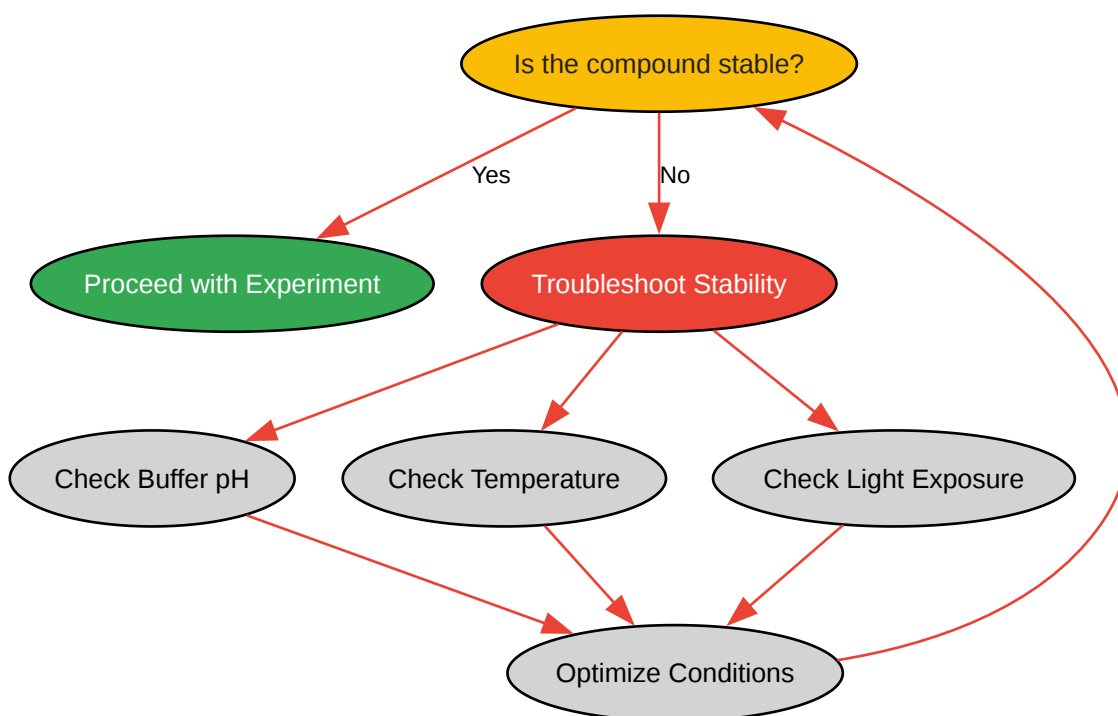 Is the compound stable?
Yes
No
Proceed with Experiment
Troubleshoot Stability
Check Buffer pH
Check Temperature
Check Light Exposure
Optimize Conditions